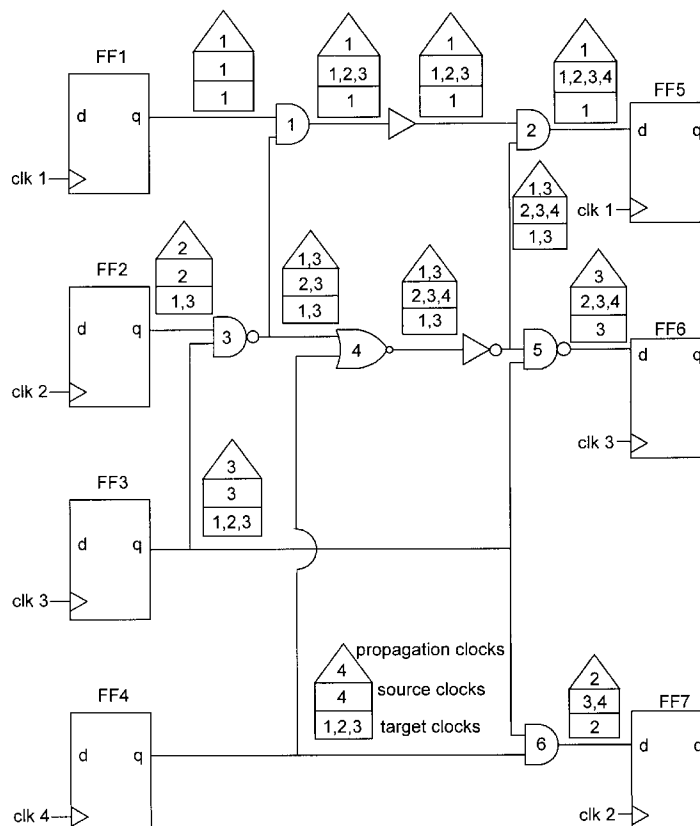 1
1
1
1
1,2,3
1
1
1,2,3
1
1
1,2,3,4
1
FF1
d q
clk 1
1
2
FF5
d q
clk 1
1,3
2,3,4
1,3
FF2
d q
clk 2
2
2
1,3
3
1,3
2,3
1,3
4
1,3
2,3,4
1,3
5
3
2,3,4
3
FF6
d q
clk 3
FF3
d q
clk 3
3
3
1,2,3
FF4
d q
clk 4
4 propagation clocks
4 source clocks
1,2,3 target clocks
6
2
3,4
2
FF7
d q
clk 2